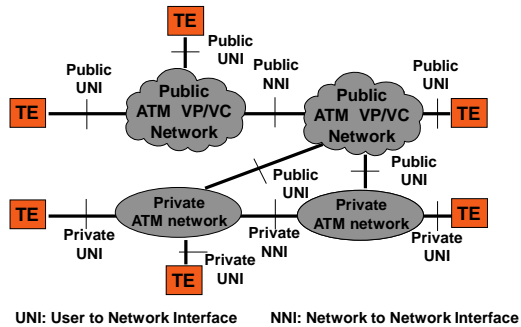 TE
Public
UNI
Public
UNI
Public
NNI
Public
UNI
TE
Public
ATM VP/VC
Network
Public
ATM VP/VC
Network
TE
Public
UNI
Public
UNI
TE
Private
ATM network
Private
ATM network
TE
Private
UNI
Private
NNI
Private
UNI
Private
UNI
TE
UNI: User to Network Interface
NNI: Network to Network Interface